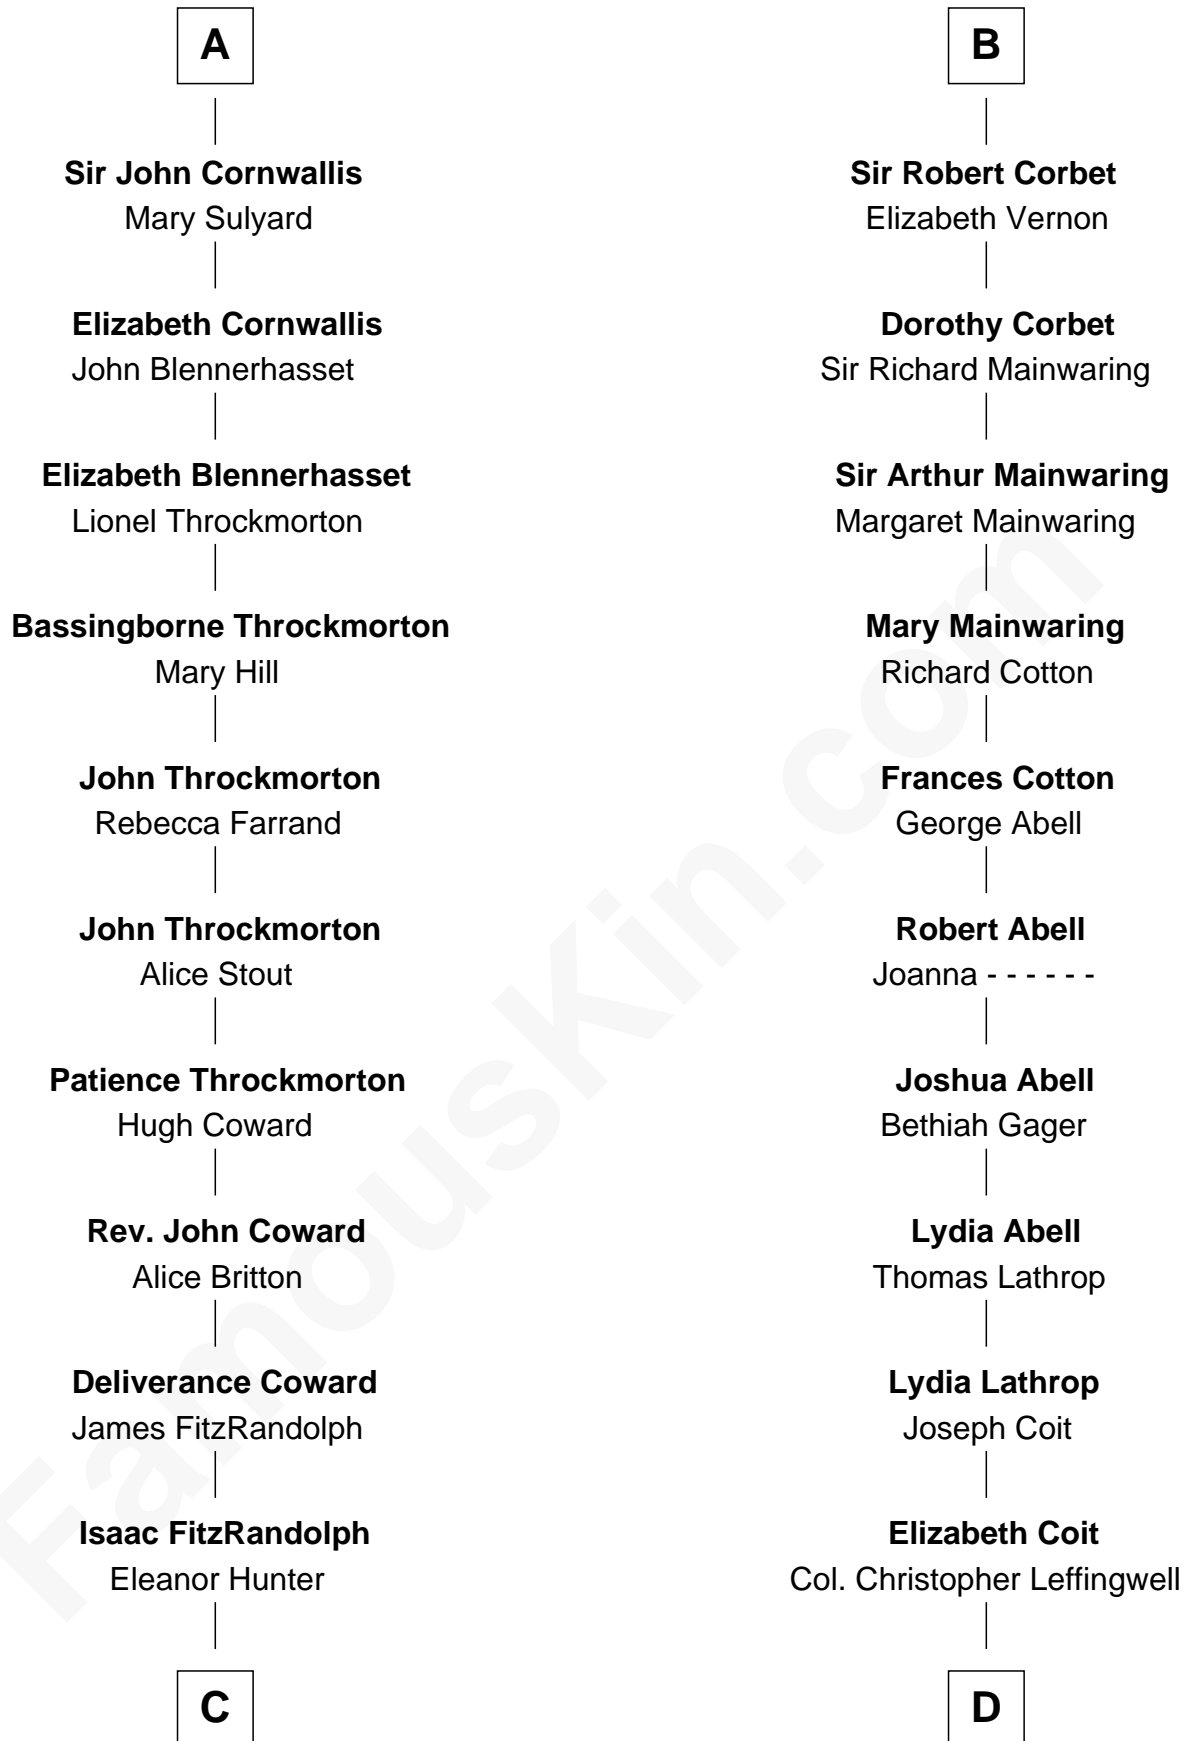 A
Sir John Cornwallis
Mary Sulyard
Elizabeth Cornwallis
John Blennerhasset
Elizabeth Blennerhasset
Lionel Throckmorton
Bassingborne Throckmorton
Mary Hill
John Throckmorton
Rebecca Farrand
John Throckmorton
Alice Stout
Patience Throckmorton
Hugh Coward
Rev. John Coward
Alice Britton
Deliverance Coward
James FitzRandolph
Isaac FitzRandolph
Eleanor Hunter
C
B
Sir Robert Corbet
Elizabeth Vernon
Dorothy Corbet
Sir Richard Mainwaring
Sir Arthur Mainwaring
Margaret Mainwaring
Mary Mainwaring
Richard Cotton
Frances Cotton
George Abell
Robert Abell
Joanna - - - - - -
Joshua Abell
Bethiah Gager
Lydia Abell
Thomas Lathrop
Lydia Lathrop
Joseph Coit
Elizabeth Coit
Col. Christopher Leffingwell
D
FamousKin.com